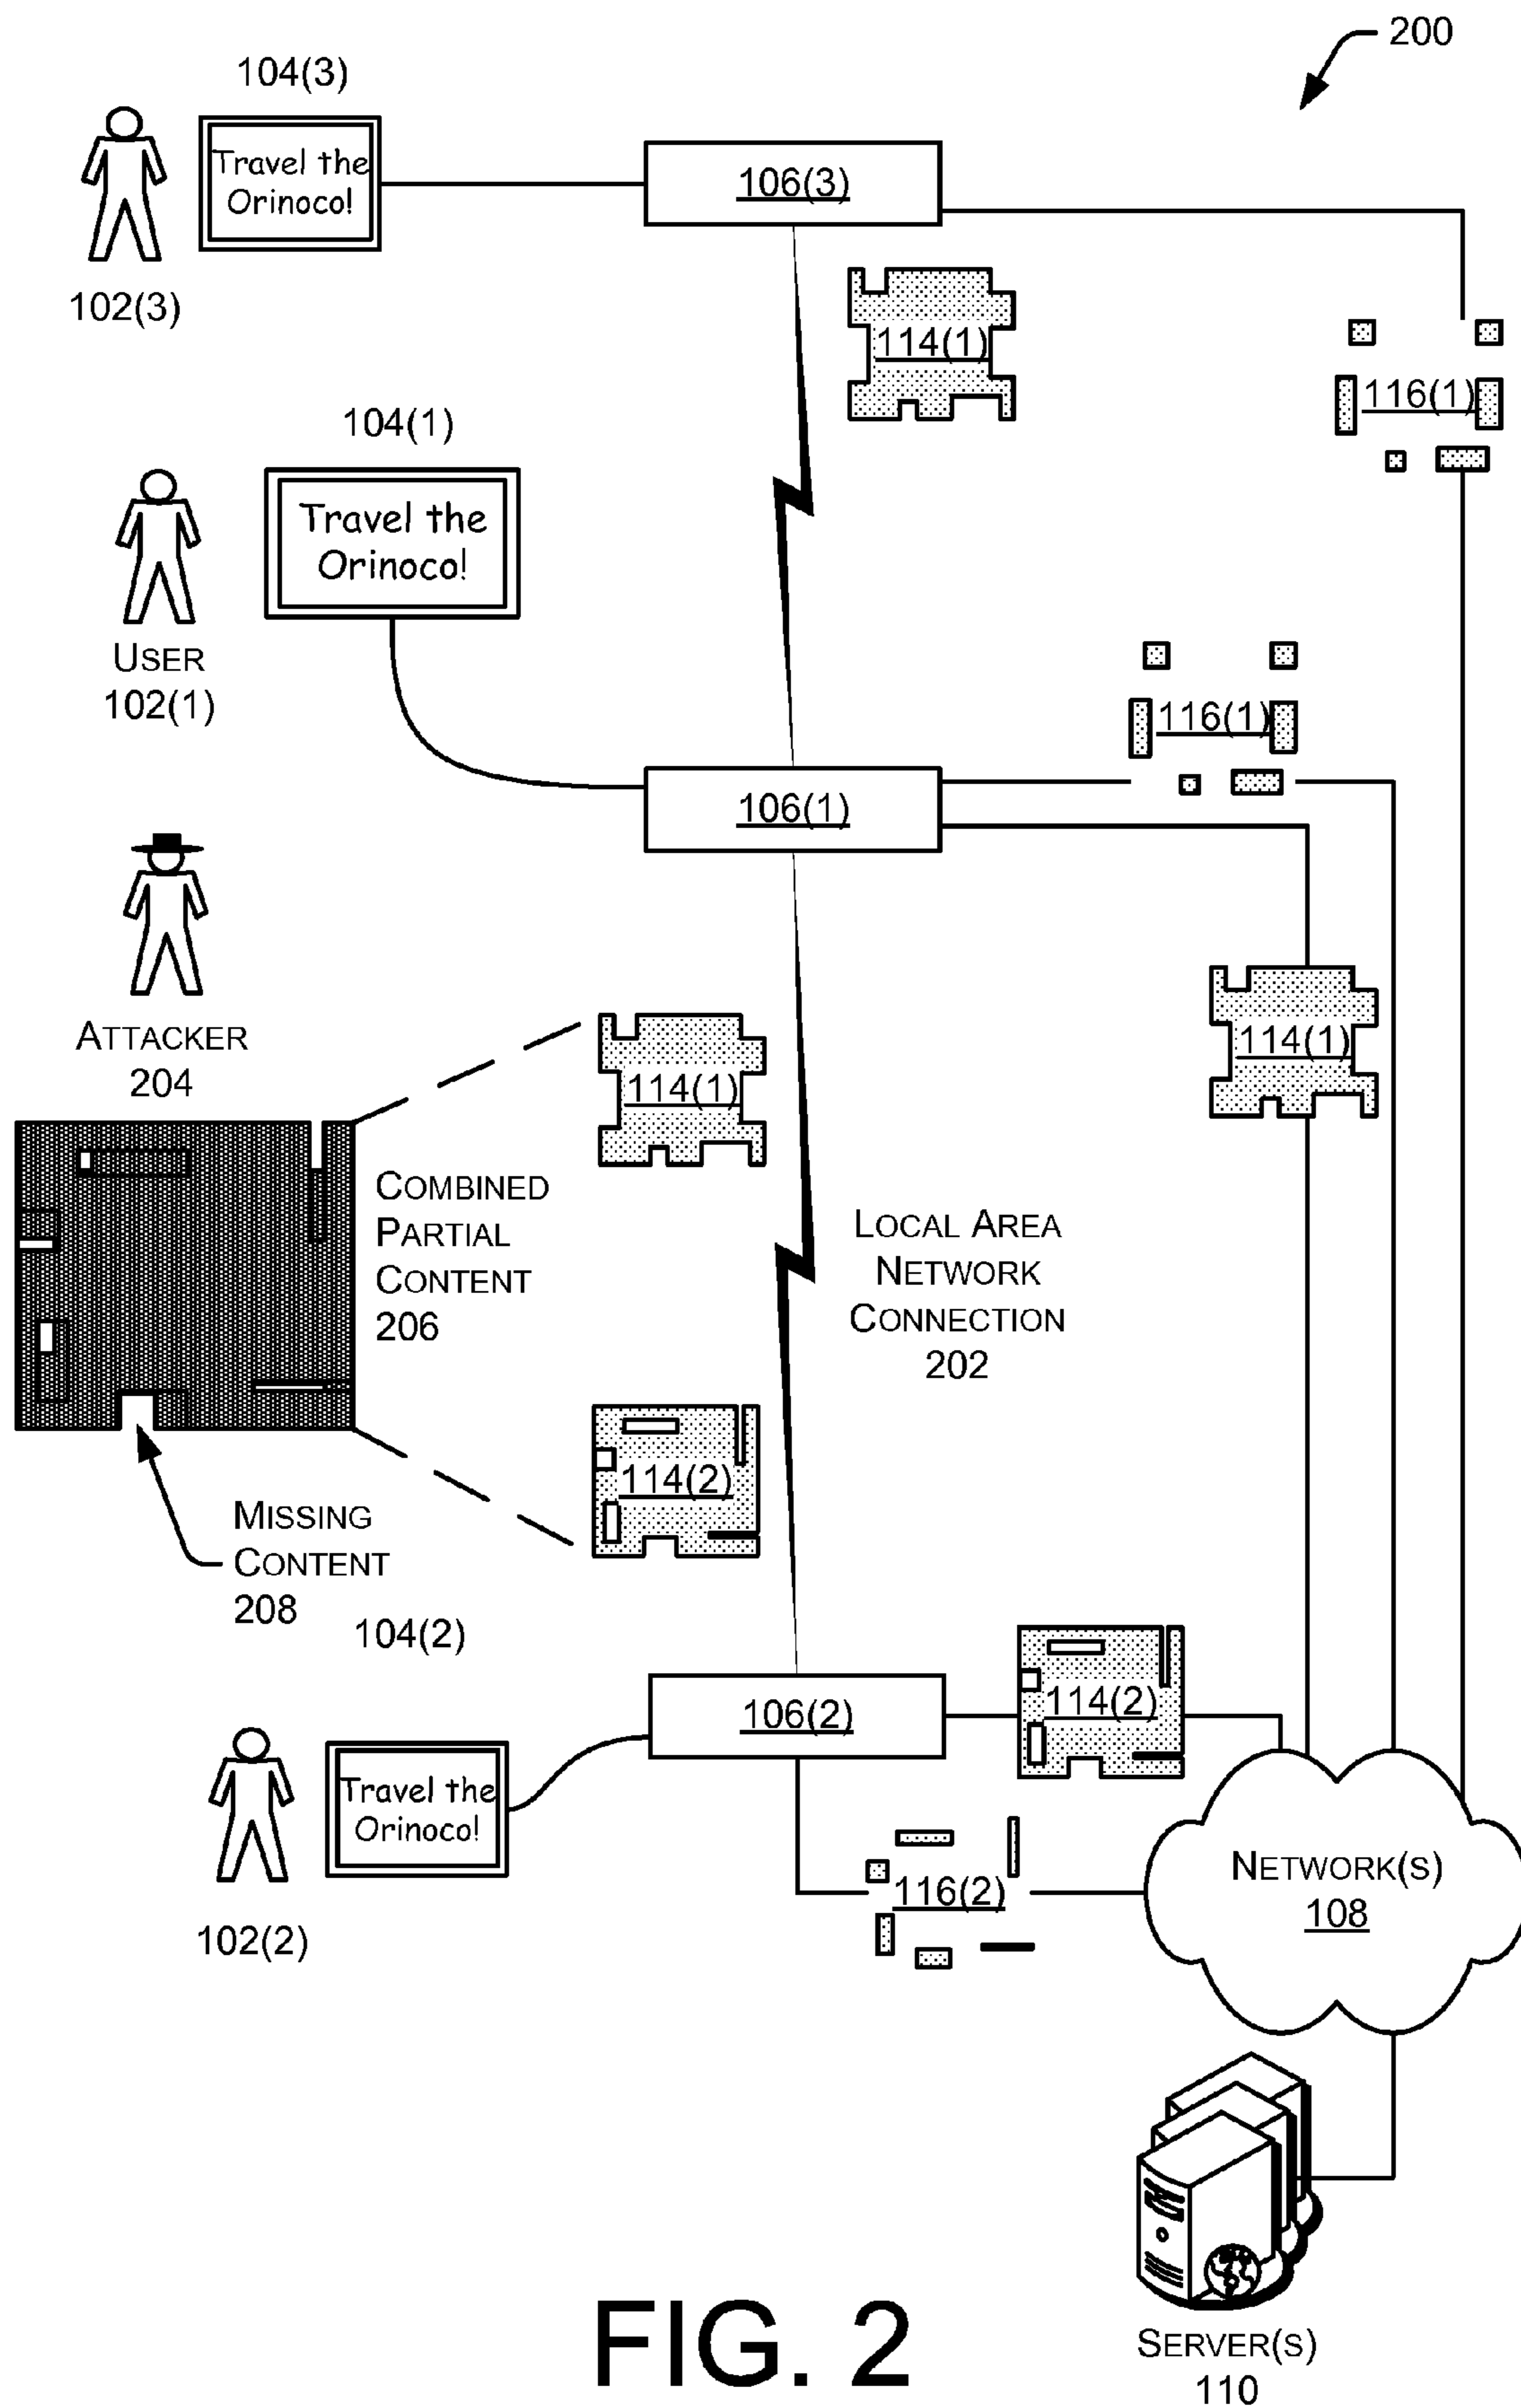 200
104(3)
Travel the
Orinoco!
106(3)
102(3)
114(1)
116(1)
104(1)
Travel the
Orinoco!
USER
102(1)
116(1)
106(1)
ATTACKER
204
114(1)
114(1)
COMBINED
PARTIAL
CONTENT
206
LOCAL AREA
NETWORK
CONNECTION
202
114(2)
MISSING
CONTENT
208
104(2)
106(2)
114(2)
Travel the
Orinoco!
102(2)
116(2)
NETWORK(S)
108
SERVER(S)
110
FIG. 2